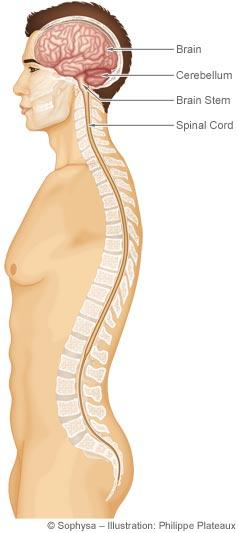 Brain
Cerebellum
Brain Stem
Spinal Cord
© Sophysa – Illustration: Philippe Plateaux